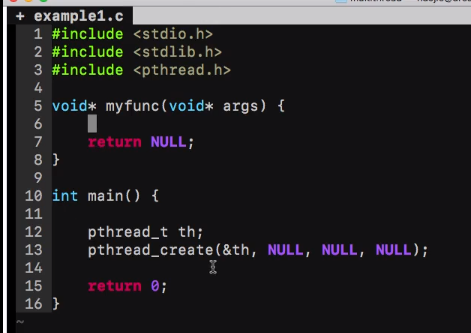 + example1.c
1 #include <stdio.h>
2 #include <stdlib.h>
3 #include <pthread.h>
4
5 void* myfunc(void* args) {
6
7     return NULL;
8 }
9
10 int main() {
11
12     pthread_t th;
13     pthread_create(&th, NULL, NULL, NULL);
14
15     return 0;
16 }
~